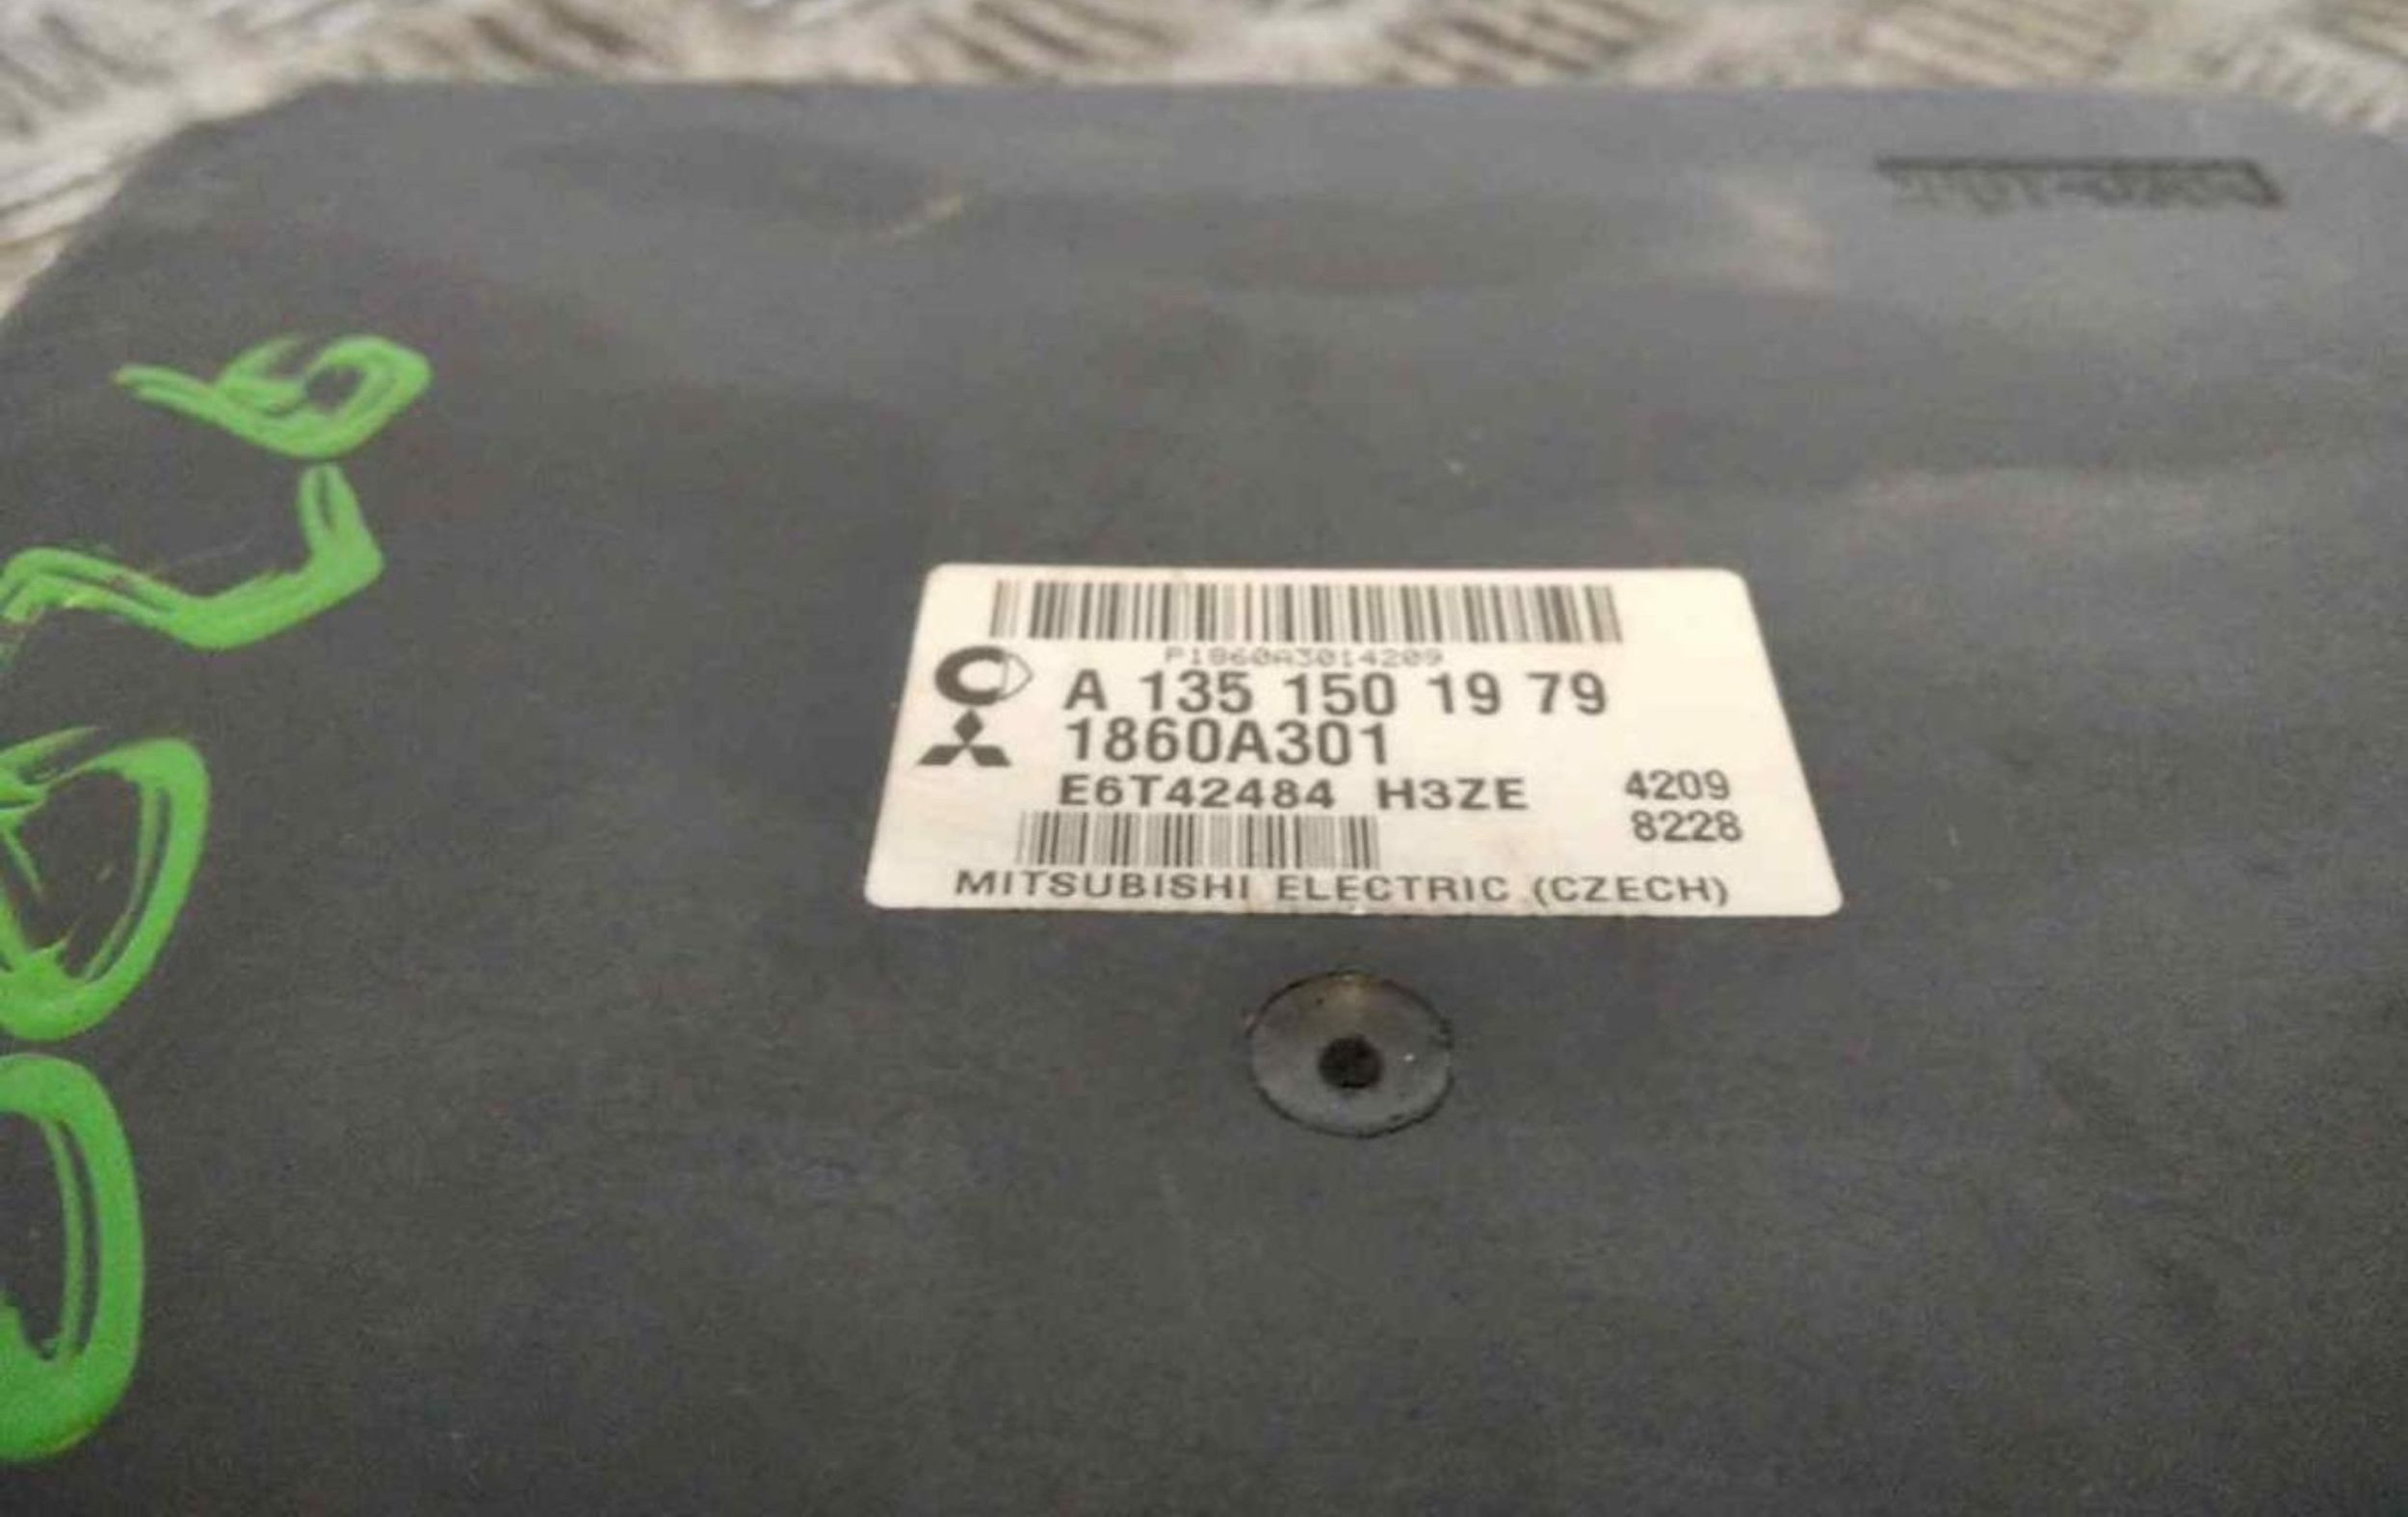 P1860A3014209
A 135 150 19 79
1860A301
E6T42484 H3ZE 4209
8228
MITSUBISHI ELECTRIC (CZECH)